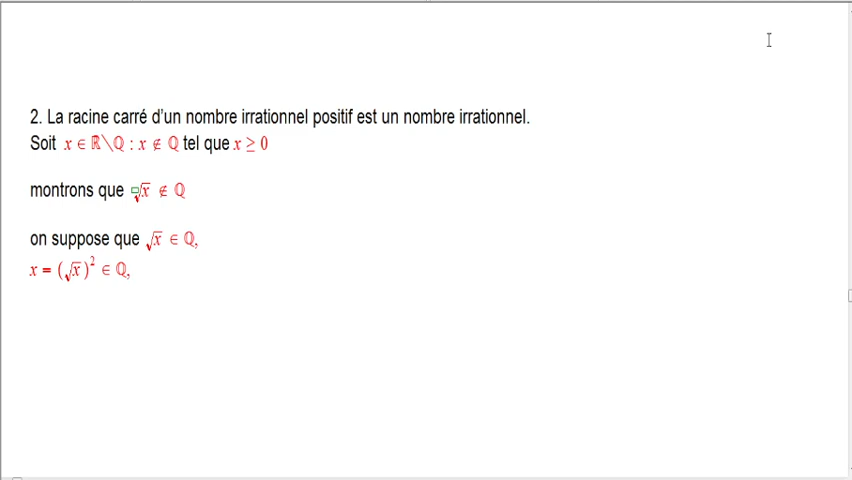 2. La racine carré d'un nombre irrationnel positif est un nombre irrationnel.
Soit x ∈ ℝ\ℚ : x ∉ ℚ tel que x ≥ 0
montrons que √x ∉ ℚ
on suppose que √x ∈ ℚ,
x = (√x)² ∈ ℚ,